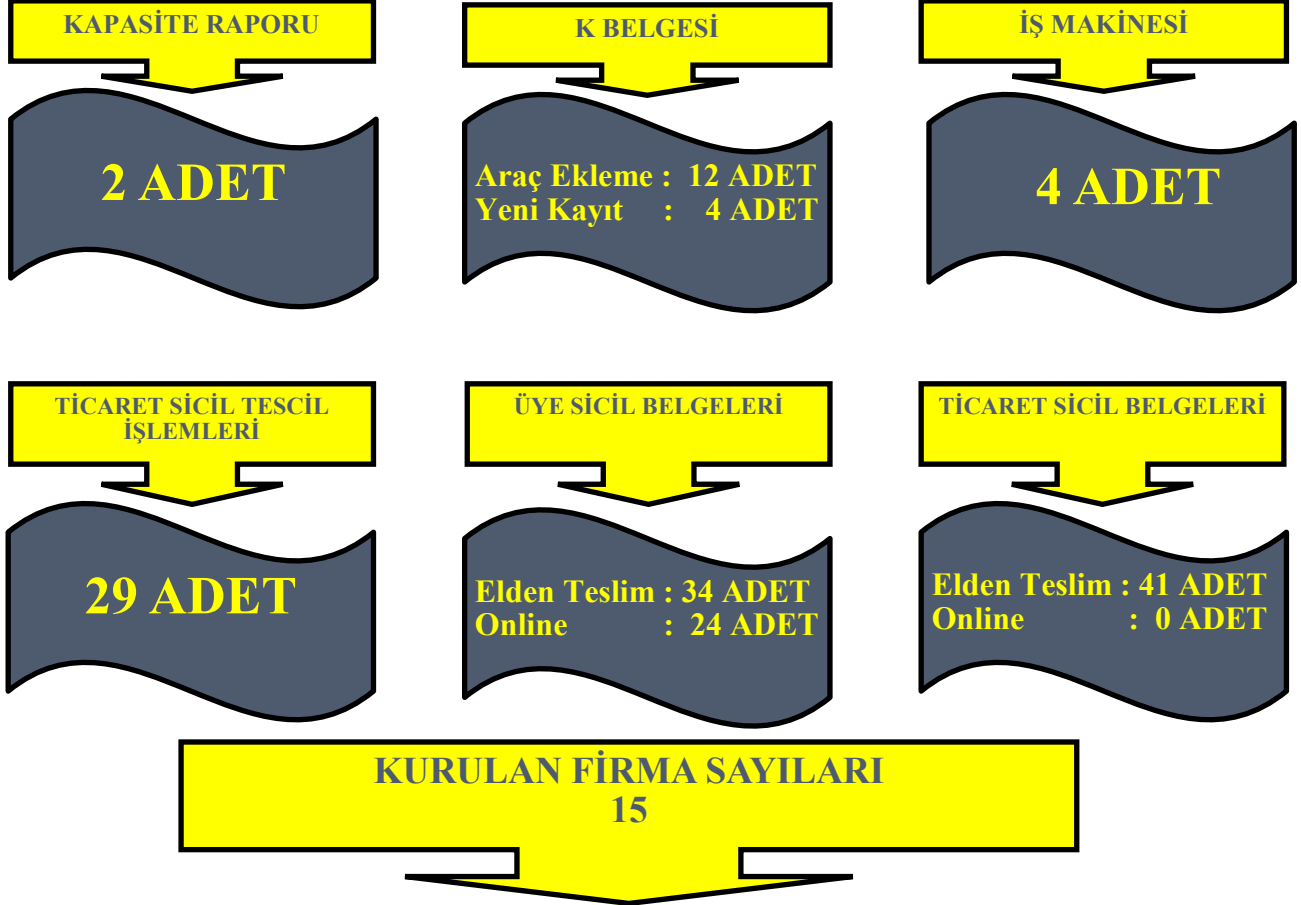 KAPASİTE RAPORU
2 ADET
K BELGESİ
Araç Ekleme : 12 ADET
Yeni Kayıt : 4 ADET
İŞ MAKİNESİ
4 ADET
TİCARET SİCİL TESCİL
İŞLEMLERİ
29 ADET
ÜYE SİCİL BELGELERİ
Elden Teslim : 34 ADET
Online : 24 ADET
TİCARET SİCİL BELGELERİ
Elden Teslim : 41 ADET
Online : 0 ADET
KURULAN FİRMA SAYILARI
15